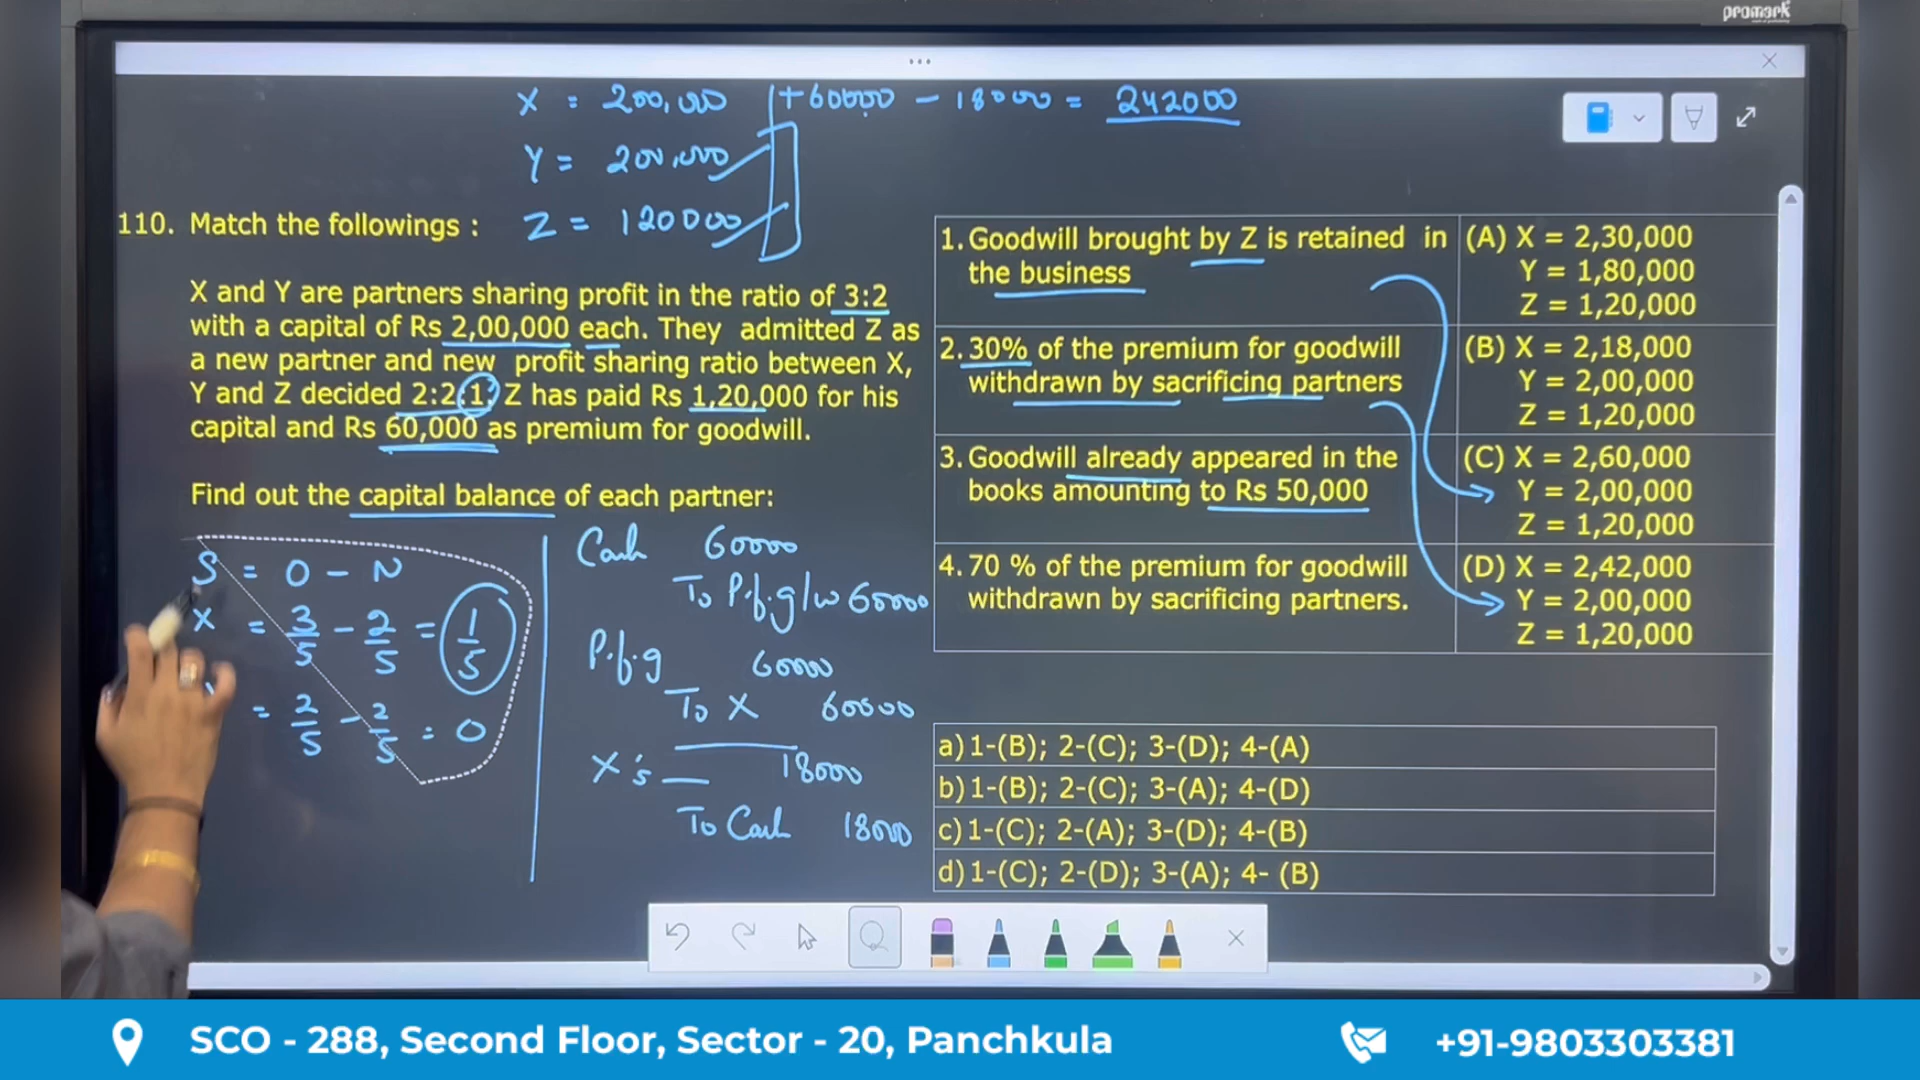 promark
X = 200,000 +60000 - 18000 = 242000
Y = 200,000
Z = 120000
110. Match the followings :
X and Y are partners sharing profit in the ratio of 3:2
with a capital of Rs 2,00,000 each. They admitted Z as
a new partner and new profit sharing ratio between X,
Y and Z decided 2:2:1. Z has paid Rs 1,20,000 for his
capital and Rs 60,000 as premium for goodwill.
Find out the capital balance of each partner:
S = O - N
X = 3/5 - 2/5 = 1/5
= 2/5 - 2/5 = 0
Cash 60000
To P.f.g/w 60000
P.f.g 60000
To X 60000
X's 18000
To Cash 18000
1. Goodwill brought by Z is retained in
the business
(A) X = 2,30,000
Y = 1,80,000
Z = 1,20,000
2. 30% of the premium for goodwill
withdrawn by sacrificing partners
(B) X = 2,18,000
Y = 2,00,000
Z = 1,20,000
3. Goodwill already appeared in the
books amounting to Rs 50,000
(C) X = 2,60,000
Y = 2,00,000
Z = 1,20,000
4. 70 % of the premium for goodwill
withdrawn by sacrificing partners.
(D) X = 2,42,000
Y = 2,00,000
Z = 1,20,000
a) 1-(B); 2-(C); 3-(D); 4-(A)
b) 1-(B); 2-(C); 3-(A); 4-(D)
c) 1-(C); 2-(A); 3-(D); 4-(B)
d) 1-(C); 2-(D); 3-(A); 4- (B)
SCO - 288, Second Floor, Sector - 20, Panchkula
+91-9803303381